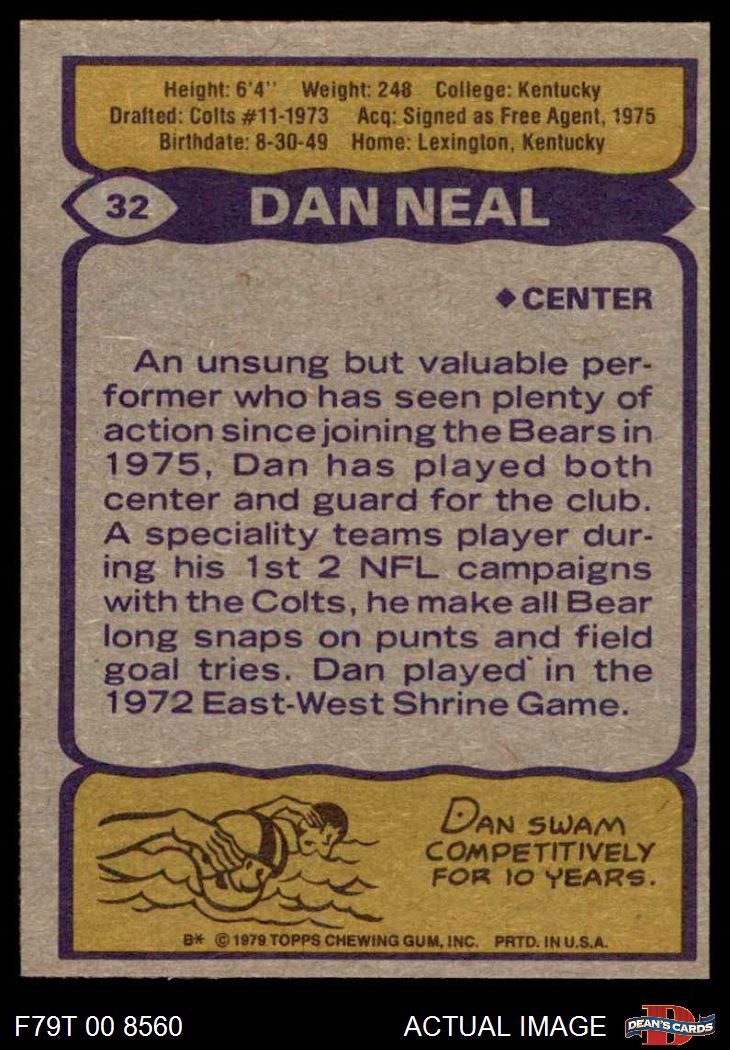 Height: 6'4'' Weight: 248 College: Kentucky
Drafted: Colts #11-1973 Acq: Signed as Free Agent, 1975
Birthdate: 8-30-49 Home: Lexington, Kentucky
32 DAN NEAL
◆CENTER
An unsung but valuable per-
former who has seen plenty of
action since joining the Bears in
1975, Dan has played both
center and guard for the club.
A speciality teams player dur-
ing his 1st 2 NFL campaigns
with the Colts, he make all Bear
long snaps on punts and field
goal tries. Dan played in the
1972 East-West Shrine Game.
DAN SWAM
COMPETITIVELY
FOR 10 YEARS.
B* © 1979 TOPPS CHEWING GUM, INC. PRTD. IN U.S.A.
F79T 00 8560 ACTUAL IMAGE D DEAN'S CARDS